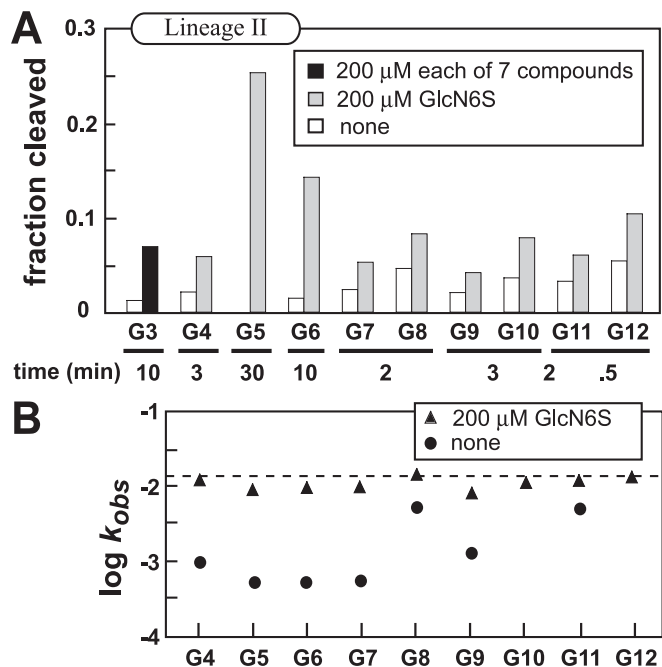 A
Lineage II
200 μM each of 7 compounds
200 μM GlcN6S
none
fraction cleaved
0.3
0.2
0.1
0
G3 G4 G5 G6 G7 G8 G9 G10 G11 G12
time (min) 10 3 30 10 2 3 2 .5
B
200 μM GlcN6S
none
log kobs
-1
-2
-3
-4
G4 G5 G6 G7 G8 G9 G10 G11 G12